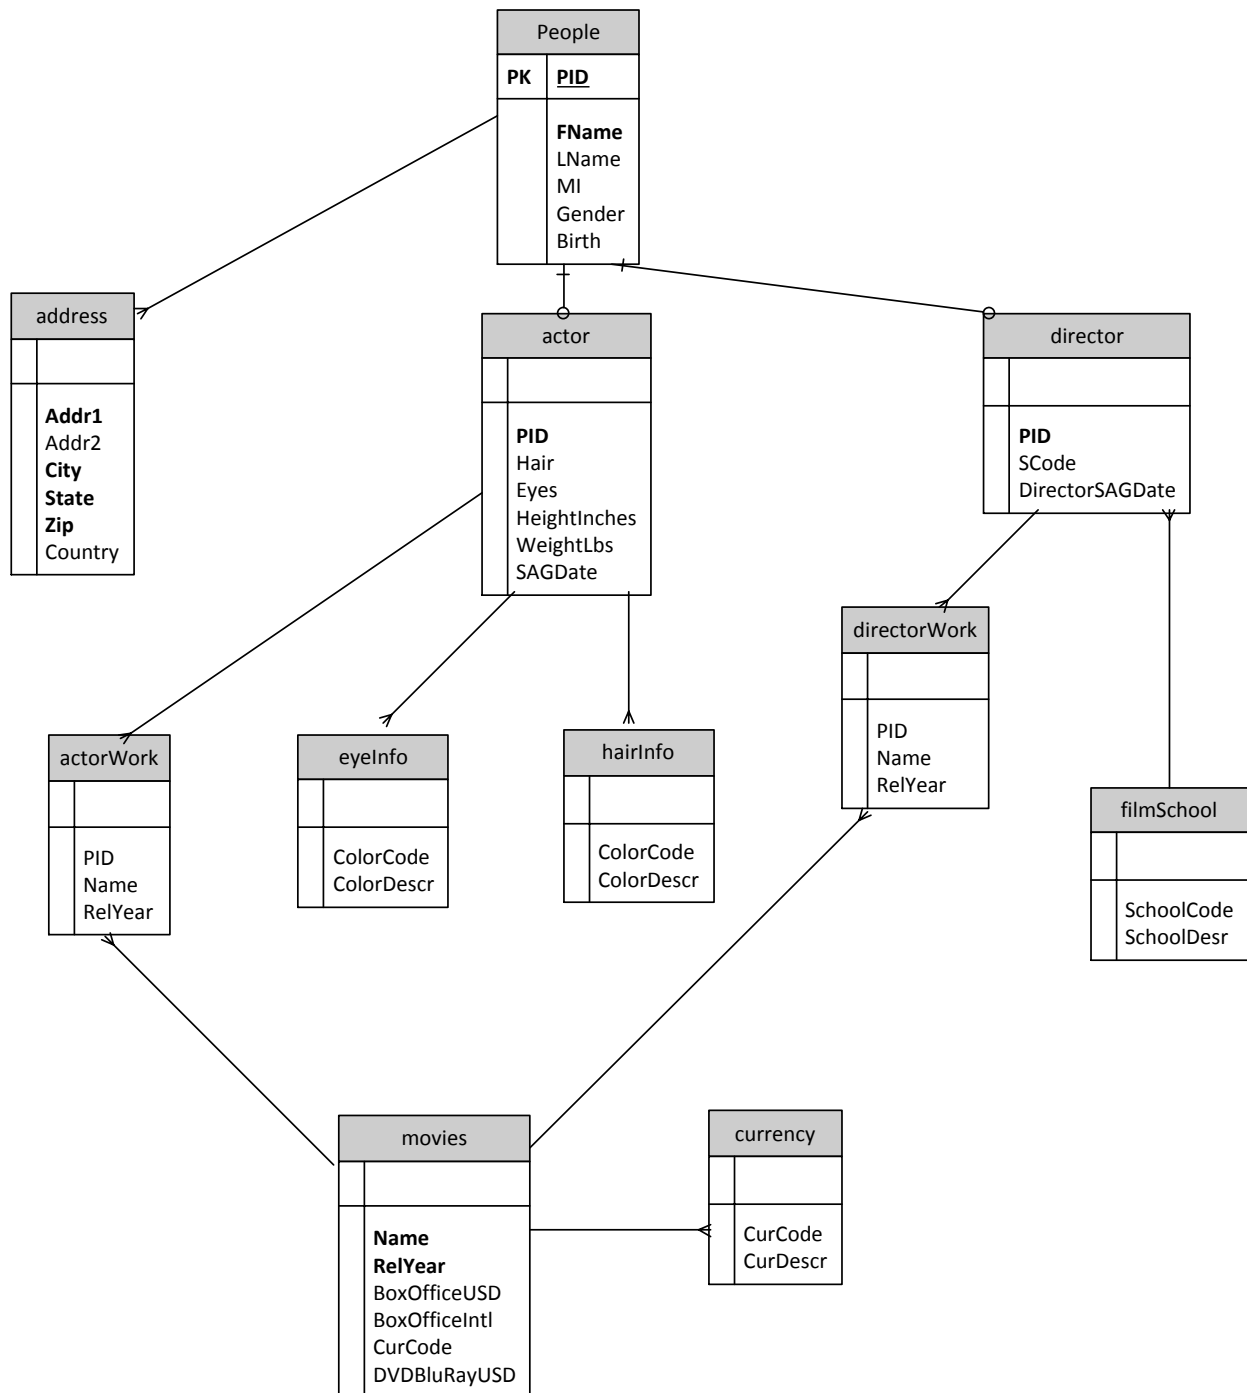 People
PK PID
FName
LName
MI
Gender
Birth
address
Addr1
Addr2
City
State
Zip
Country
actor
PID
Hair
Eyes
HeightInches
WeightLbs
SAGDate
director
PID
SCode
DirectorSAGDate
directorWork
PID
Name
RelYear
actorWork
PID
Name
RelYear
eyeInfo
ColorCode
ColorDescr
hairInfo
ColorCode
ColorDescr
filmSchool
SchoolCode
SchoolDesr
movies
Name
RelYear
BoxOfficeUSD
BoxOfficeIntl
CurCode
DVDBluRayUSD
currency
CurCode
CurDescr